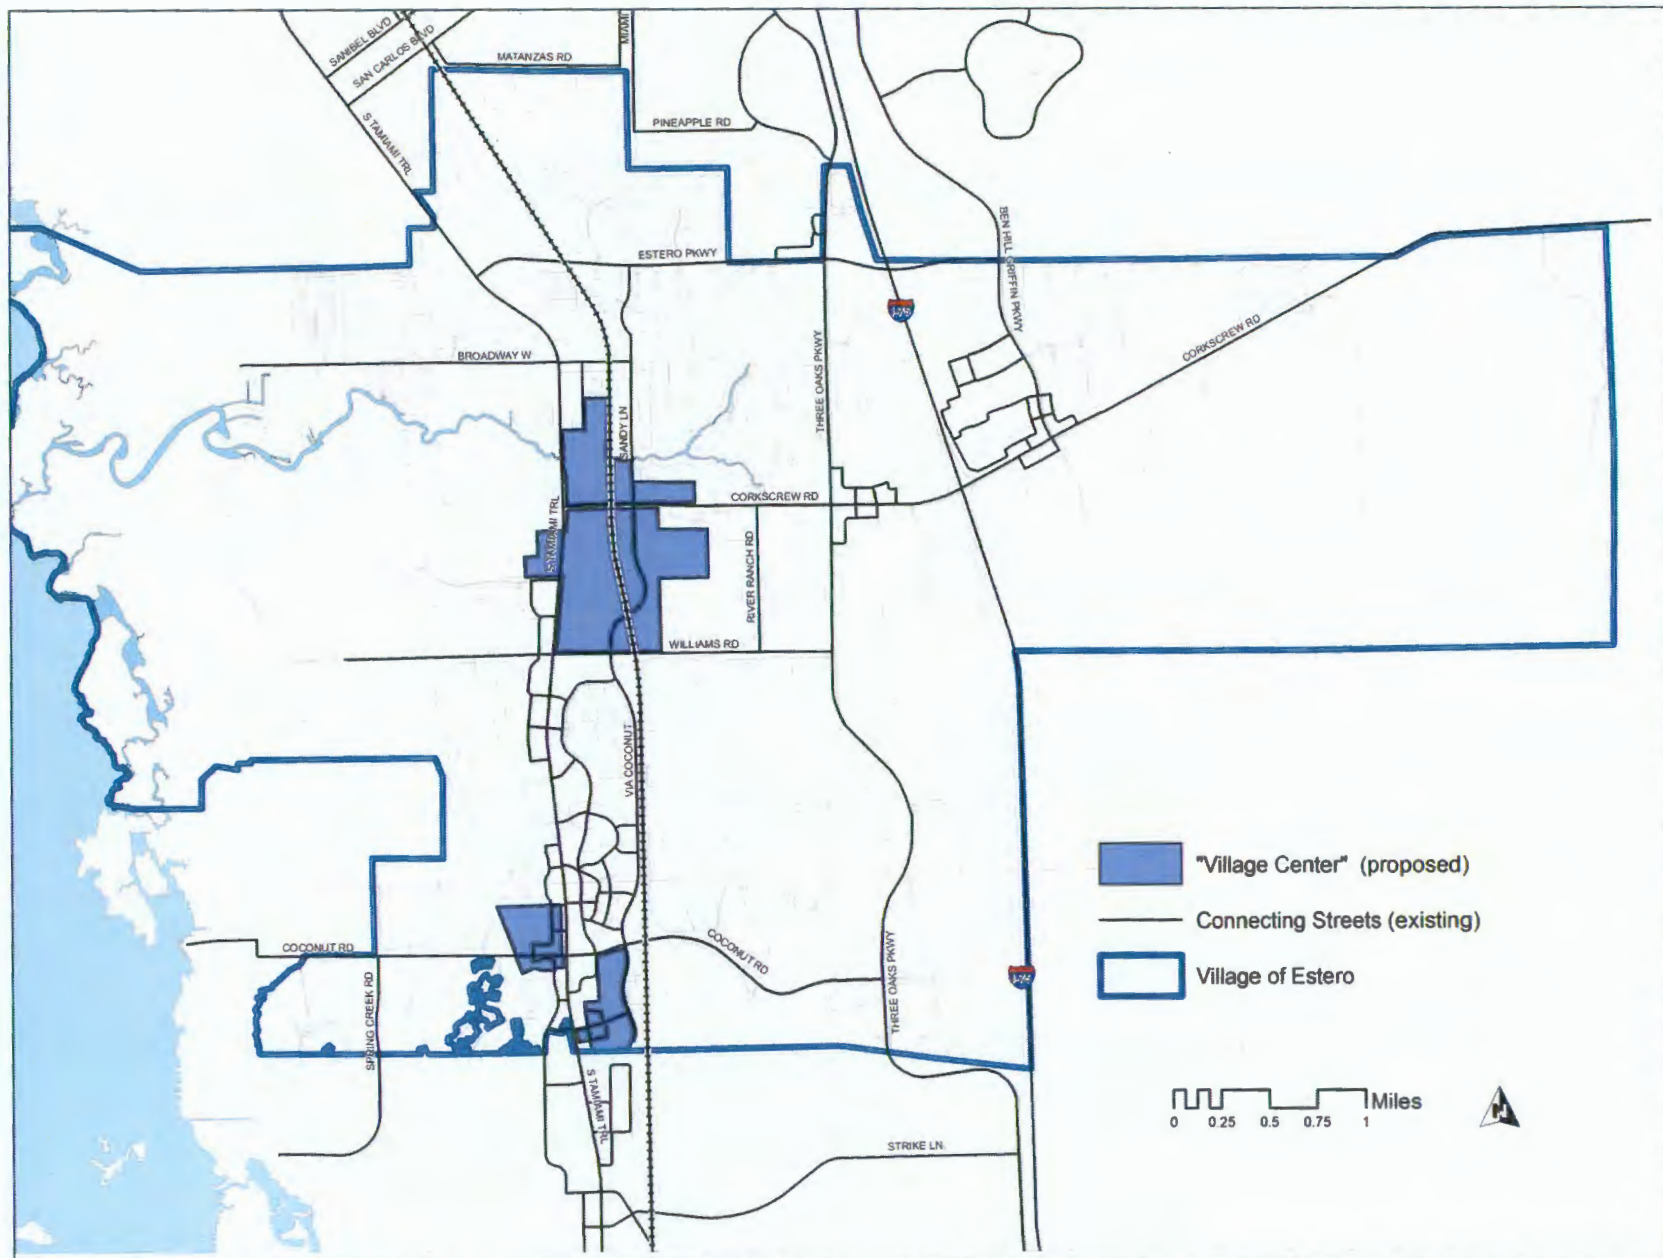 SANIBEL BLVD
SAN CARLOS BLVD
MIAMI
MATANZAS RD
S TAMIAMI TRL
PINEAPPLE RD
BEN HILL GRIFFIN PKWY
ESTERO PKWY
I-75
BROADWAY W
THREE OAKS PKWY
CORKSCREW RD
SANDY LN
CORKSCREW RD
S TAMIAMI TRL
RIVER RANCH RD
WILLIAMS RD
VIA COCONUT
"Village Center" (proposed)
Connecting Streets (existing)
Village of Estero
COCONUT RD
COCONUT RD
THREE OAKS PKWY
I-75
SPRING CREEK RD
S TAMIAMI TRL
Miles
0 0.25 0.5 0.75 1
N
STRIKE LN